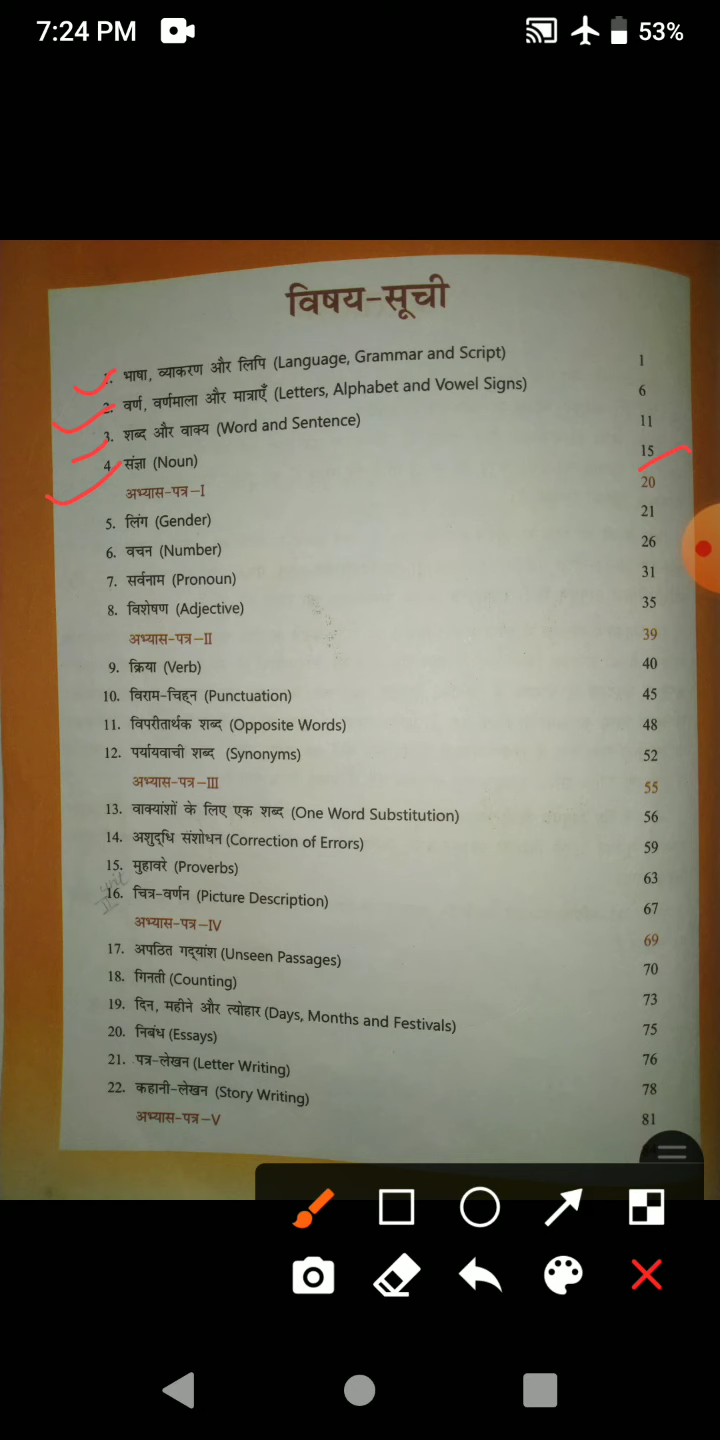 7:24 PM 53%
विषय-सूची
1. भाषा, व्याकरण और लिपि (Language, Grammar and Script) 1
2. वर्ण, वर्णमाला और मात्राएँ (Letters, Alphabet and Vowel Signs) 6
3. शब्द और वाक्य (Word and Sentence) 11
4. संज्ञा (Noun) 15
अभ्यास-पत्र-I 20
5. लिंग (Gender) 21
6. वचन (Number) 26
7. सर्वनाम (Pronoun) 31
8. विशेषण (Adjective) 35
अभ्यास-पत्र-II 39
9. क्रिया (Verb) 40
10. विराम-चिह्न (Punctuation) 45
11. विपरीतार्थक शब्द (Opposite Words) 48
12. पर्यायवाची शब्द (Synonyms) 52
अभ्यास-पत्र-III 55
13. वाक्यांशों के लिए एक शब्द (One Word Substitution) 56
14. अशुद्धि संशोधन (Correction of Errors) 59
15. मुहावरे (Proverbs) 63
16. चित्र-वर्णन (Picture Description) 67
अभ्यास-पत्र-IV 69
17. अपठित गद्यांश (Unseen Passages) 70
18. गिनती (Counting) 73
19. दिन, महीने और त्योहार (Days, Months and Festivals) 75
20. निबंध (Essays) 76
21. पत्र-लेखन (Letter Writing) 78
22. कहानी-लेखन (Story Writing) 81
अभ्यास-पत्र-V